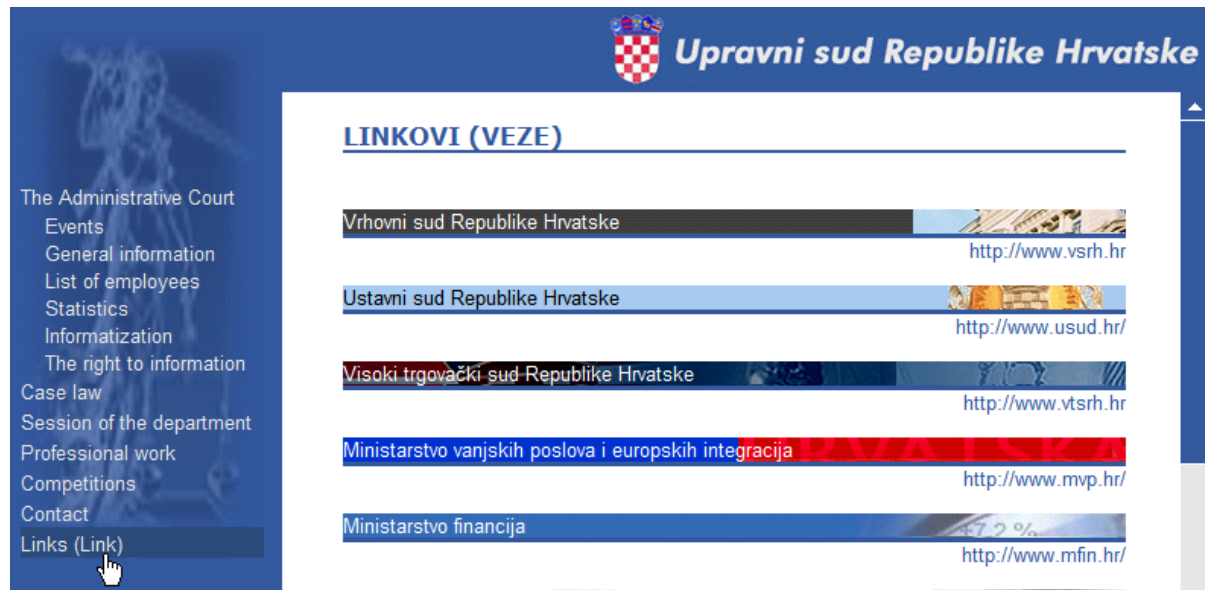 Upravni sud Republike Hrvatske
The Administrative Court
Events
General information
List of employees
Statistics
Informatization
The right to information
Case law
Session of the department
Professional work
Competitions
Contact
Links (Link)
LINKOVI (VEZE)
Vrhovni sud Republike Hrvatske
http://www.vsrh.hr
Ustavni sud Republike Hrvatske
http://www.usud.hr/
Visoki trgovački sud Republike Hrvatske
http://www.vtsrh.hr
Ministarstvo vanjskih poslova i europskih integracija
HRVATSKA
http://www.mvp.hr/
Ministarstvo financija
47.2 %
http://www.mfin.hr/